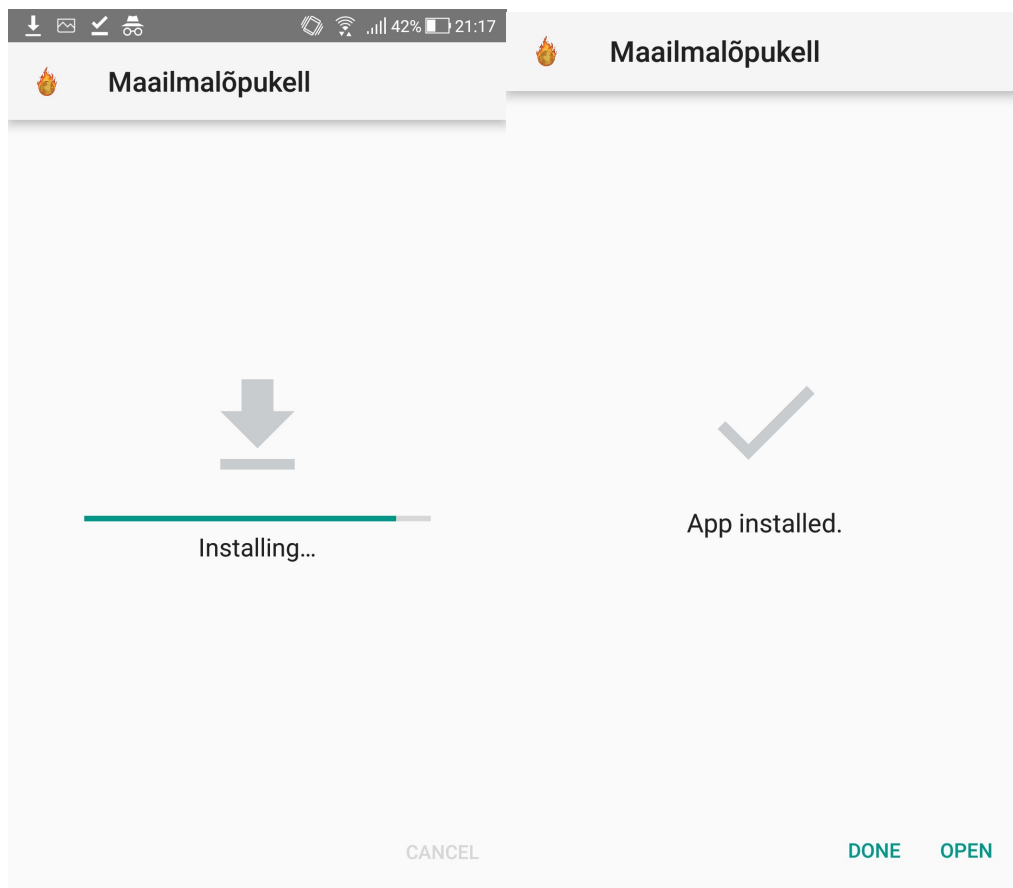 42% 21:17
Maailmalõpukell
Installing...
CANCEL
Maailmalõpukell
App installed.
DONE OPEN